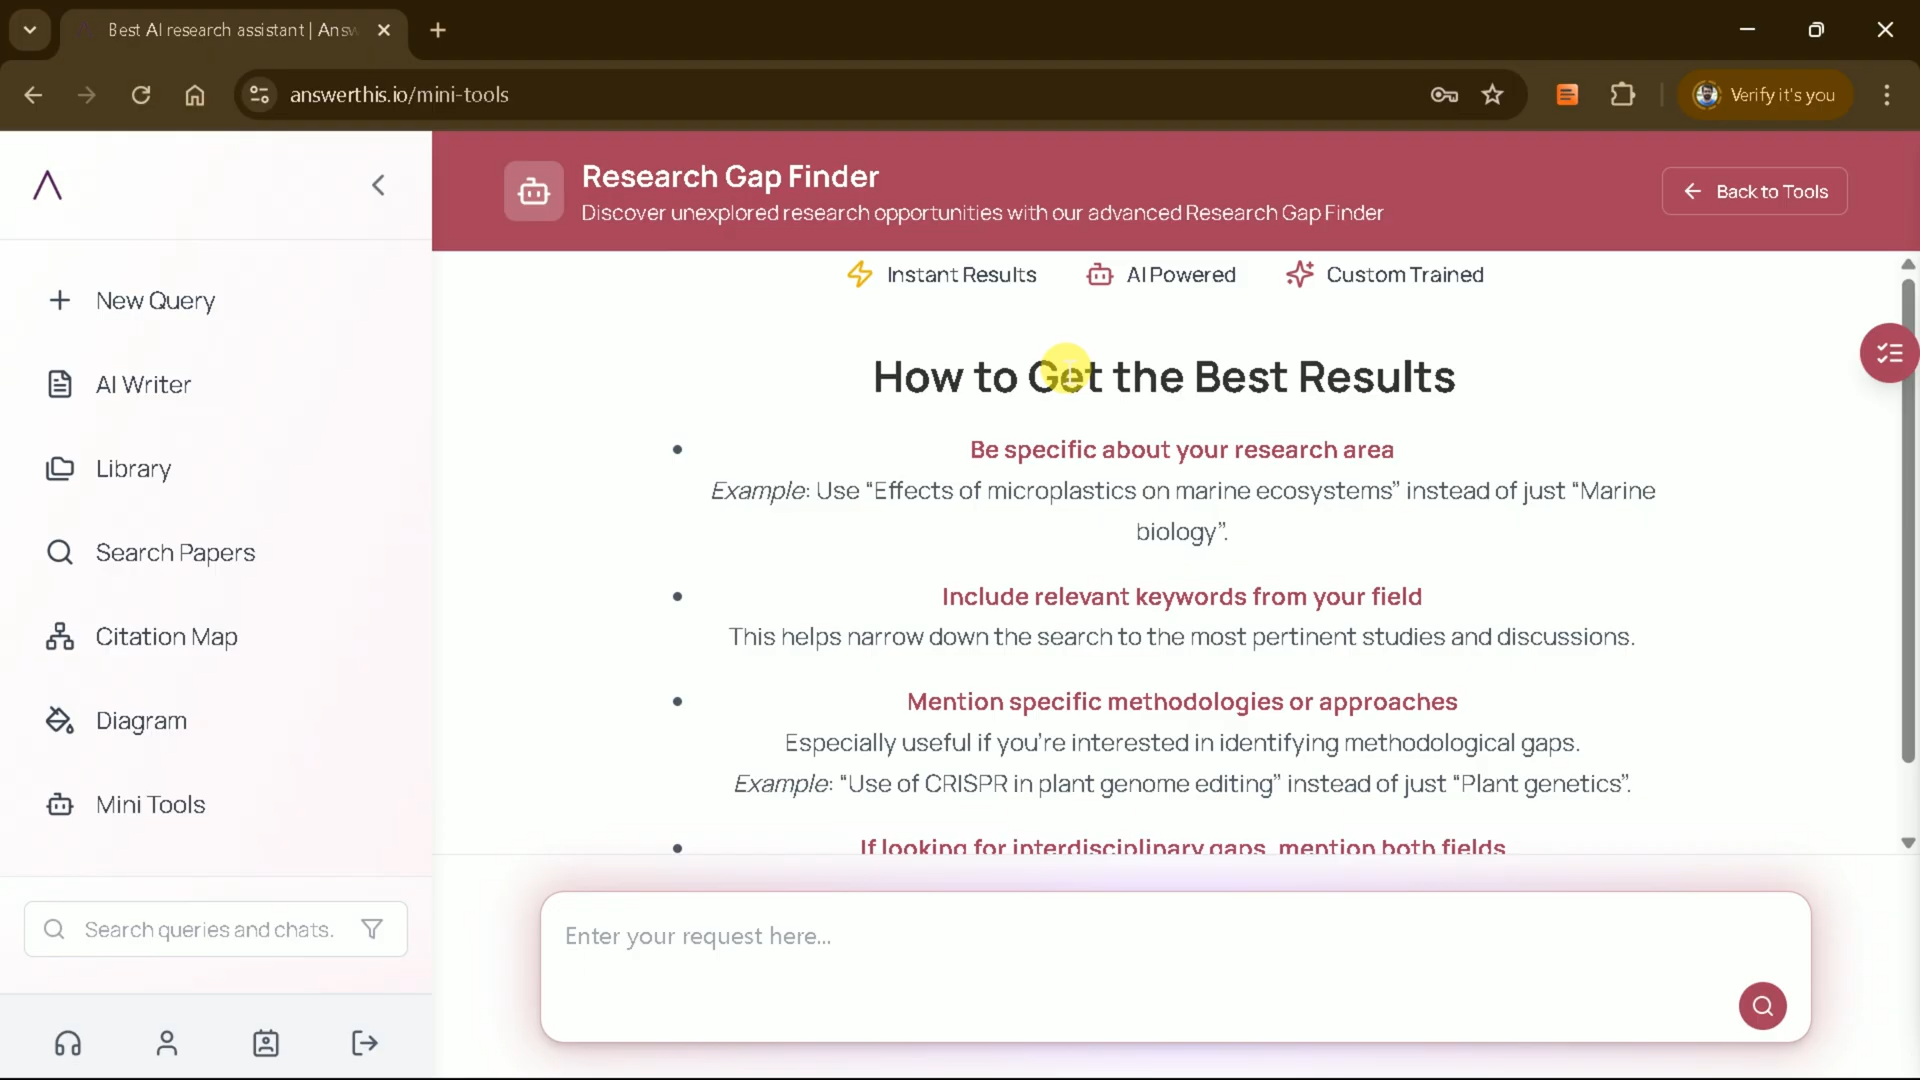 Best AI research assistant | Answ
answerthis.io/mini-tools
Verify it's you
Research Gap Finder
Discover unexplored research opportunities with our advanced Research Gap Finder
Back to Tools
New Query
AI Writer
Library
Search Papers
Citation Map
Diagram
Mini Tools
Search queries and chats.
Instant Results
AI Powered
Custom Trained
How to Get the Best Results
• Be specific about your research area
Example: Use “Effects of microplastics on marine ecosystems” instead of just “Marine
biology”.
• Include relevant keywords from your field
This helps narrow down the search to the most pertinent studies and discussions.
• Mention specific methodologies or approaches
Especially useful if you’re interested in identifying methodological gaps.
Example: “Use of CRISPR in plant genome editing” instead of just “Plant genetics”.
• If looking for interdisciplinary gaps, mention both fields
Enter your request here...